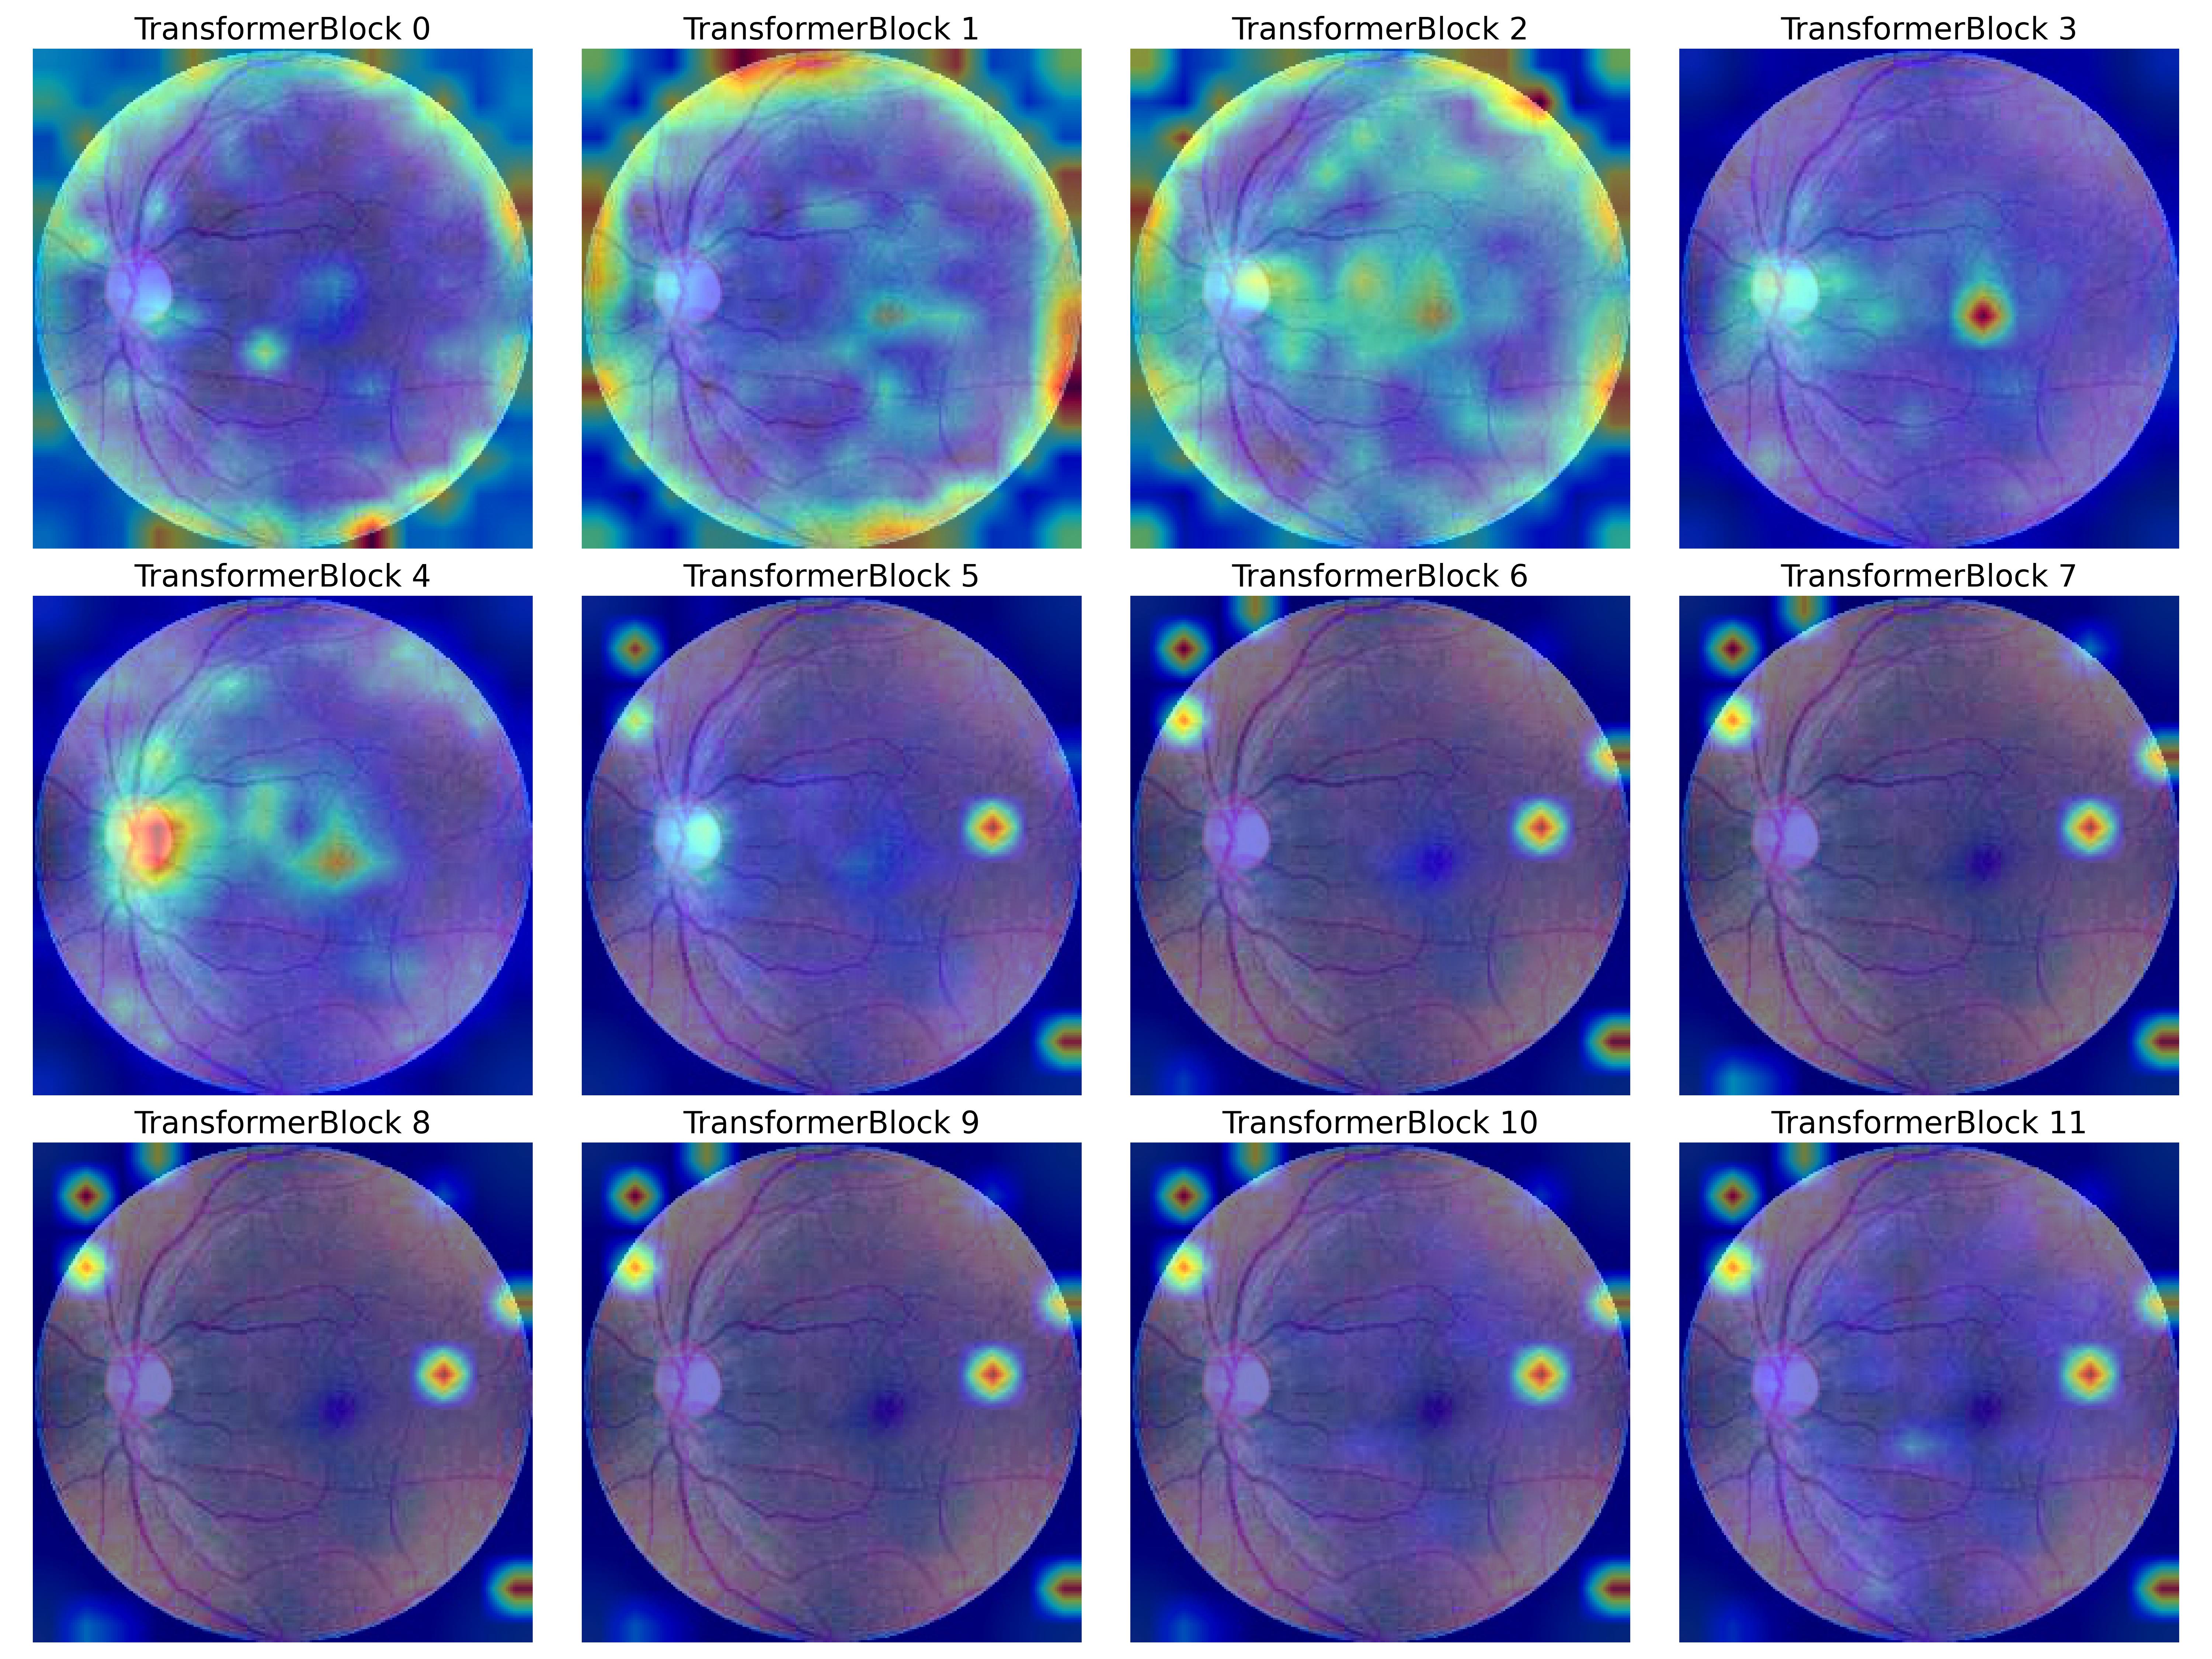 TransformerBlock 0
TransformerBlock 1
TransformerBlock 2
TransformerBlock 3
TransformerBlock 4
TransformerBlock 5
TransformerBlock 6
TransformerBlock 7
TransformerBlock 8
TransformerBlock 9
TransformerBlock 10
TransformerBlock 11